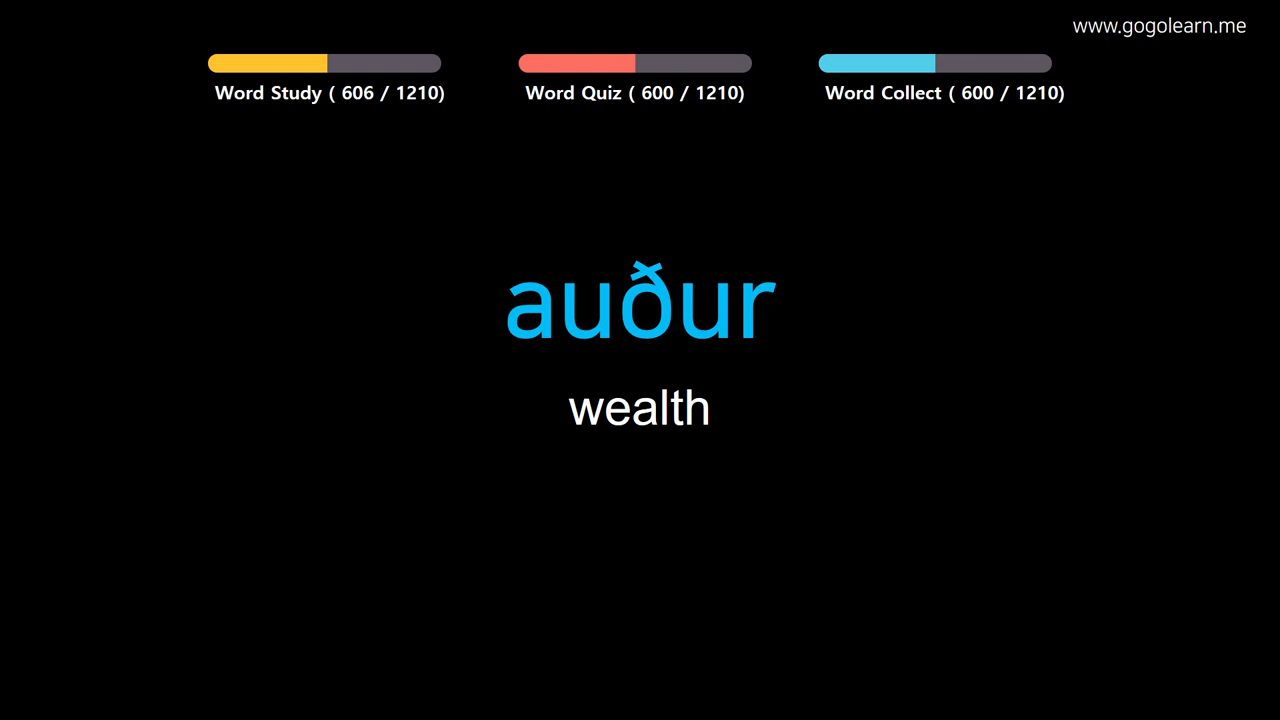 www.gogolearn.me
Word Study ( 606 / 1210)
Word Quiz ( 600 / 1210)
Word Collect ( 600 / 1210)
auður
wealth